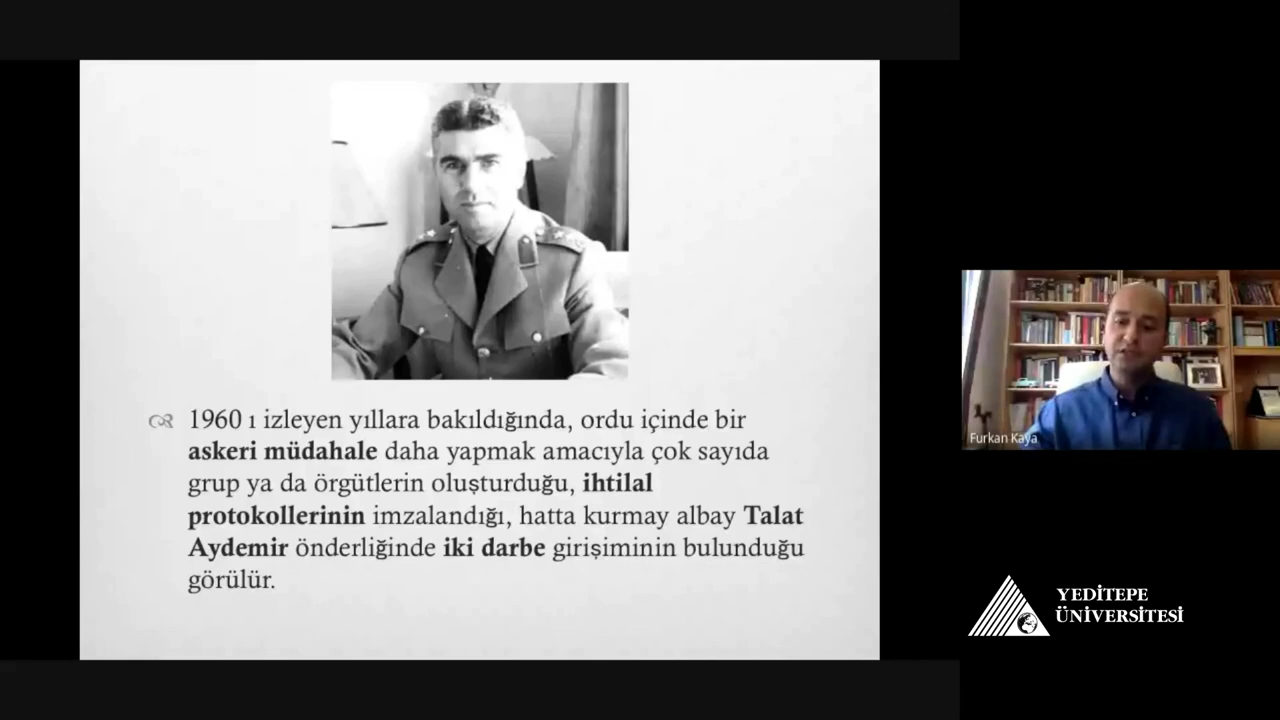 1960 ı izleyen yıllara bakıldığında, ordu içinde bir
askeri müdahale daha yapmak amacıyla çok sayıda
grup ya da örgütlerin oluşturduğu, ihtilal
protokollerinin imzalandığı, hatta kurmay albay Talat
Aydemir önderliğinde iki darbe girişiminin bulunduğu
görülür.
Furkan Kaya
YEDİTEPE
ÜNİVERSİTESİ